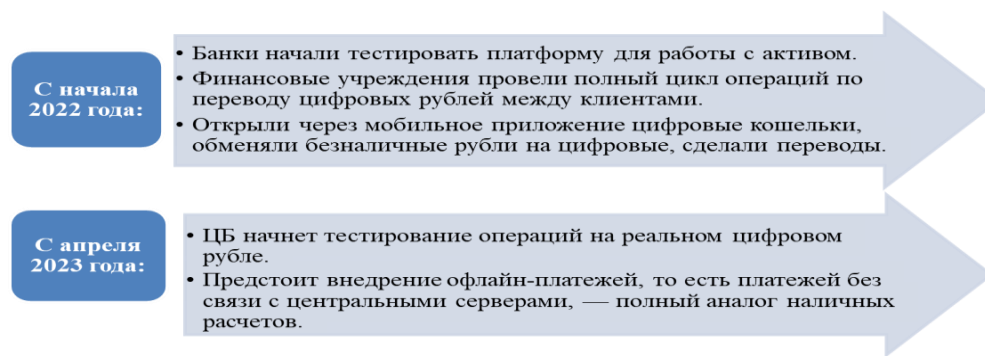 С начала
2022 года:
• Банки начали тестировать платформу для работы с активом.
• Финансовые учреждения провели полный цикл операций по
переводу цифровых рублей между клиентами.
• Открыли через мобильное приложение цифровые кошельки,
обменяли безналичные рубли на цифровые, сделали переводы.
С апреля
2023 года:
• ЦБ начнет тестирование операций на реальном цифровом
рубле.
• Предстоит внедрение офлайн-платежей, то есть платежей без
связи с центральными серверами, — полный аналог наличных
расчетов.